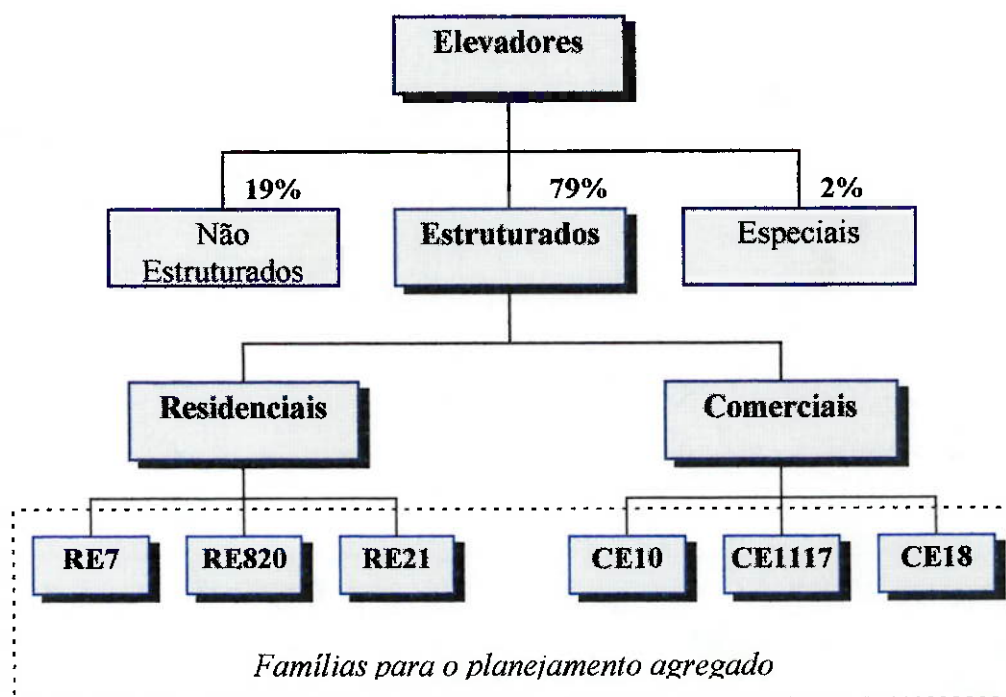 Elevadores
19%
79%
2%
Não
Estruturados
Estruturados
Especiais
Residenciais
Comerciais
RE7
RE820
RE21
CE10
CE1117
CE18
Famílias para o planejamento agregado